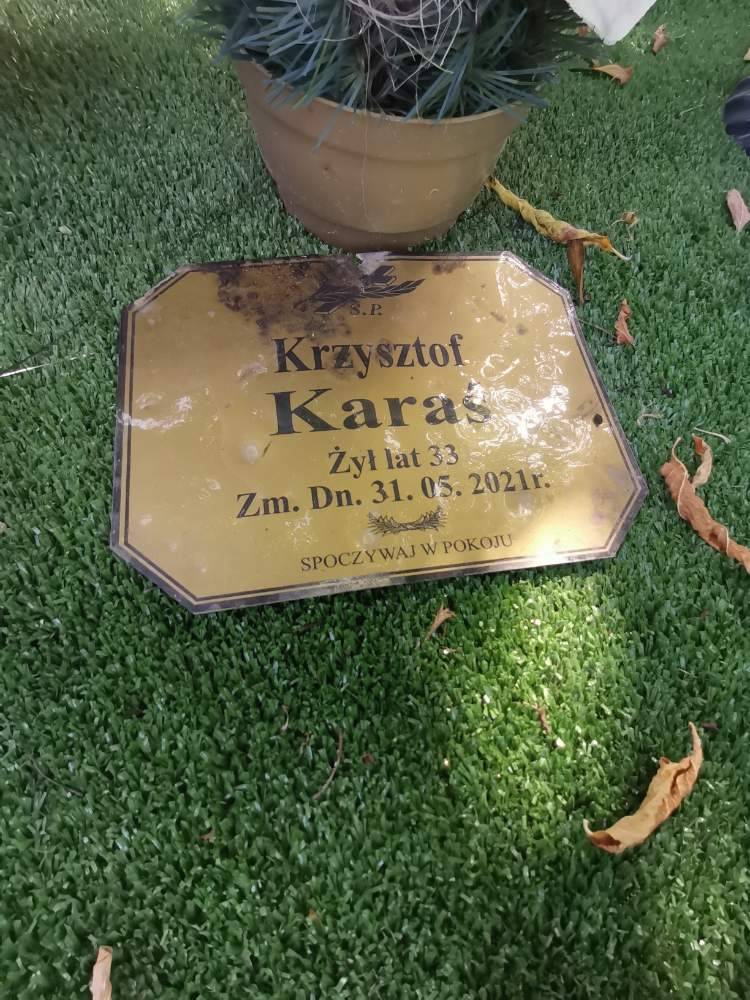 Ś.P.
Krzysztof
Karaś
Żył lat 33
Zm. Dn. 31. 05. 2021r.
SPOCZYWAJ W POKOJU